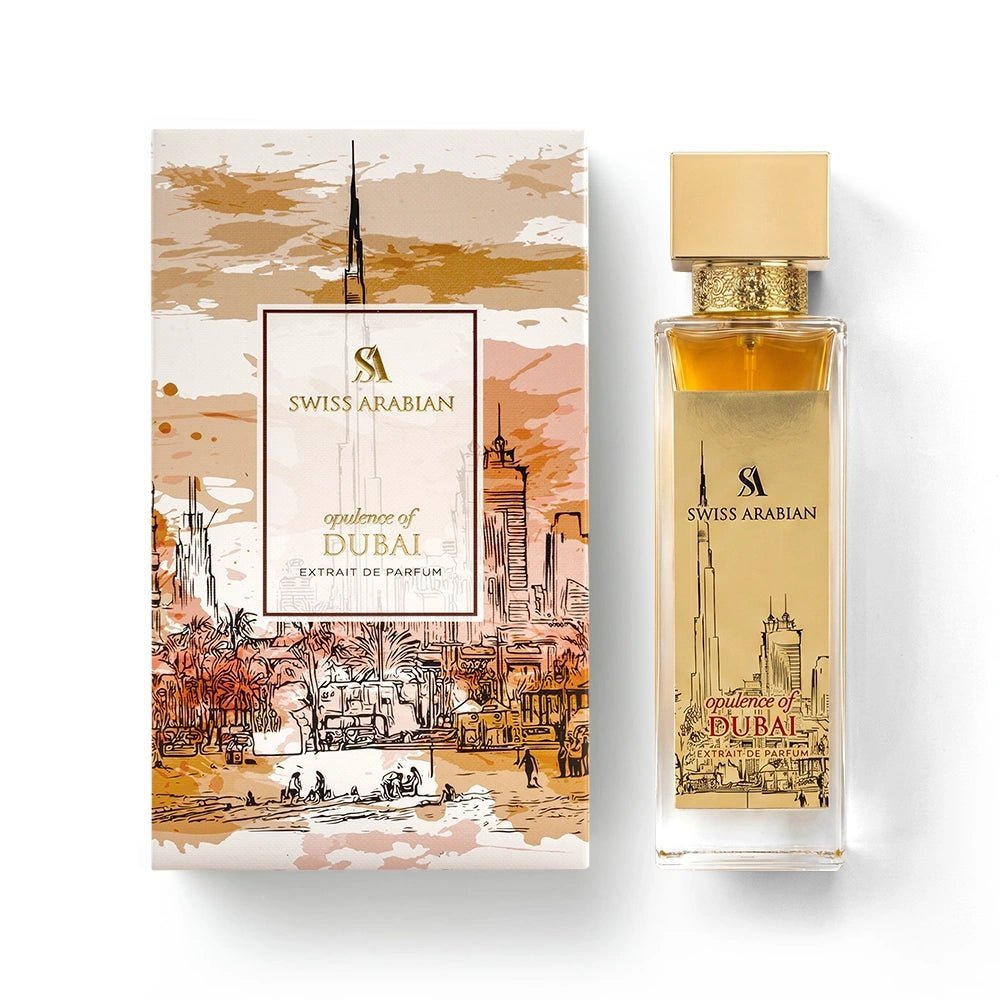 SA
SWISS ARABIAN
opulence of
DUBAI
EXTRAIT DE PARFUM
SA
SWISS ARABIAN
opulence of
DUBAI
EXTRAIT DE PARFUM